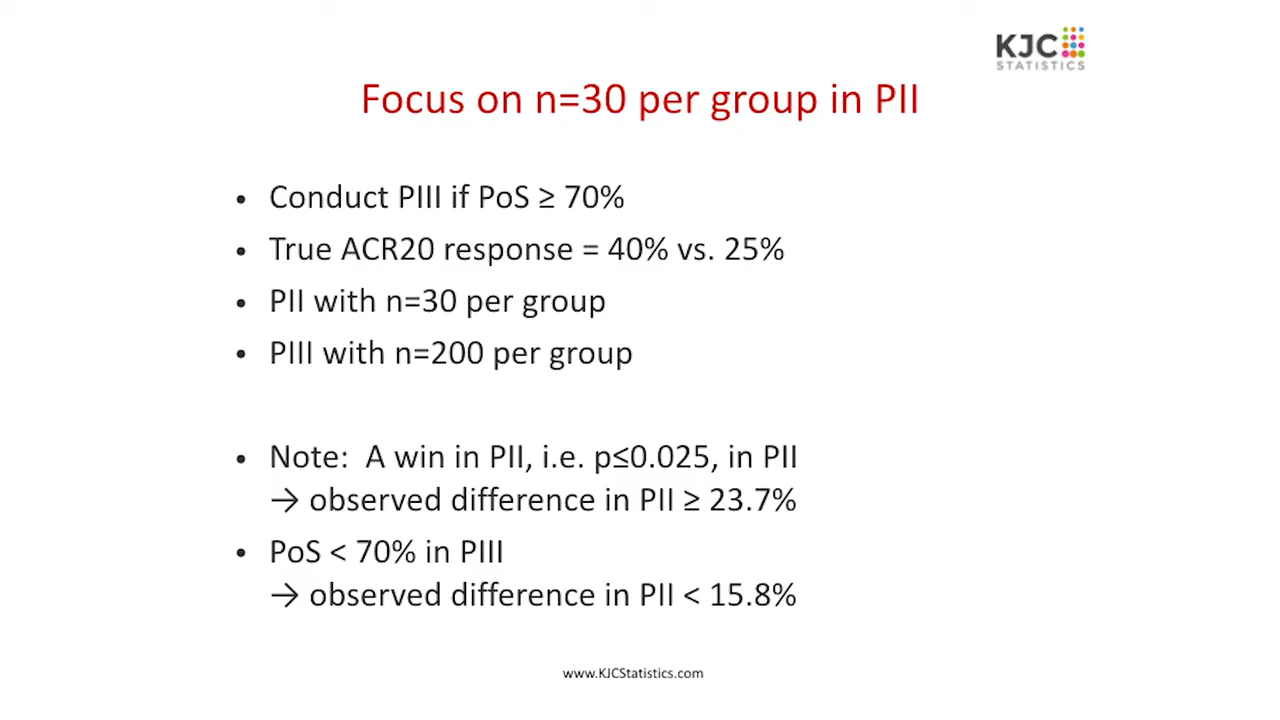 KJC
STATISTICS
Focus on n=30 per group in PII
• Conduct PIII if PoS ≥ 70%
• True ACR20 response = 40% vs. 25%
• PII with n=30 per group
• PIII with n=200 per group
• Note:  A win in PII, i.e. p≤0.025, in PII
→ observed difference in PII ≥ 23.7%
• PoS < 70% in PIII
→ observed difference in PII < 15.8%
www.KJCStatistics.com